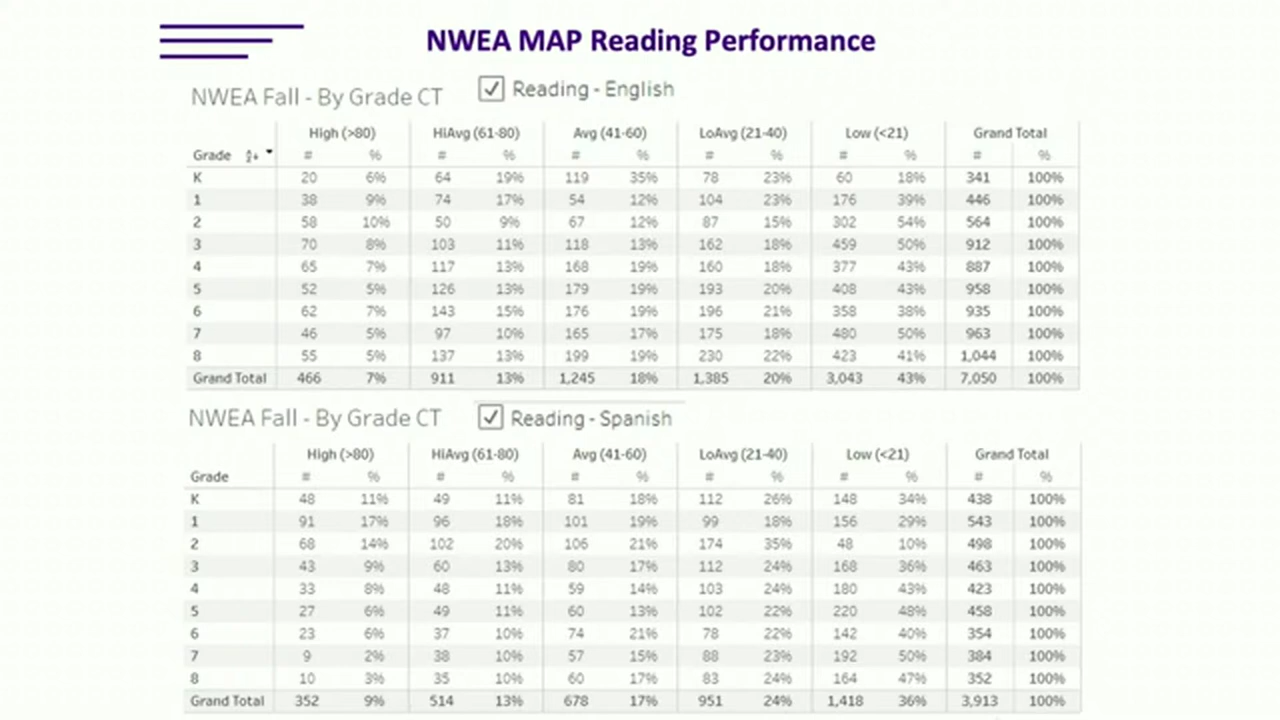 NWEA MAP Reading Performance
NWEA Fall - By Grade CT Reading - English
High (>80) HiAvg (61-80) Avg (41-60) LoAvg (21-40) Low (<21) Grand Total
Grade # % # % # % # % # % # %
K 20 6% 64 19% 119 35% 78 23% 60 18% 341 100%
1 38 9% 74 17% 54 12% 104 23% 176 39% 446 100%
2 58 10% 50 9% 67 12% 87 15% 302 54% 564 100%
3 70 8% 103 11% 118 13% 162 18% 459 50% 912 100%
4 65 7% 117 13% 168 19% 160 18% 377 43% 887 100%
5 52 5% 126 13% 179 19% 193 20% 408 43% 958 100%
6 62 7% 143 15% 176 19% 196 21% 358 38% 935 100%
7 46 5% 97 10% 165 17% 175 18% 480 50% 963 100%
8 55 5% 137 13% 199 19% 230 22% 423 41% 1,044 100%
Grand Total 466 7% 911 13% 1,245 18% 1,385 20% 3,043 43% 7,050 100%
NWEA Fall - By Grade CT Reading - Spanish
High (>80) HiAvg (61-80) Avg (41-60) LoAvg (21-40) Low (<21) Grand Total
Grade # % # % # % # % # % # %
K 48 11% 49 11% 81 18% 112 26% 148 34% 438 100%
1 91 17% 96 18% 101 19% 99 18% 156 29% 543 100%
2 68 14% 102 20% 106 21% 174 35% 48 10% 498 100%
3 43 9% 60 13% 80 17% 112 24% 168 36% 463 100%
4 33 8% 48 11% 59 14% 103 24% 180 43% 423 100%
5 27 6% 49 11% 60 13% 102 22% 220 48% 458 100%
6 23 6% 37 10% 74 21% 78 22% 142 40% 354 100%
7 9 2% 38 10% 57 15% 88 23% 192 50% 384 100%
8 10 3% 35 10% 60 17% 83 24% 164 47% 352 100%
Grand Total 352 9% 514 13% 678 17% 951 24% 1,418 36% 3,913 100%